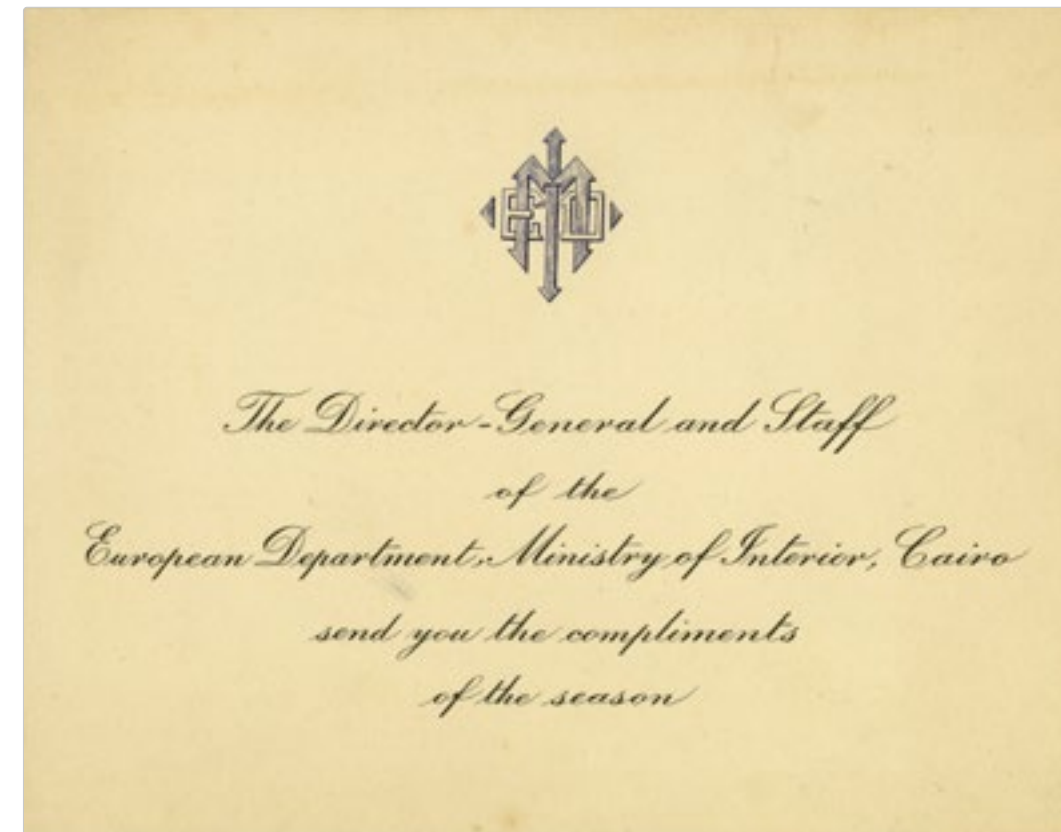 The Director-General and Staff
of the
European Department, Ministry of Interior, Cairo
send you the compliments
of the season